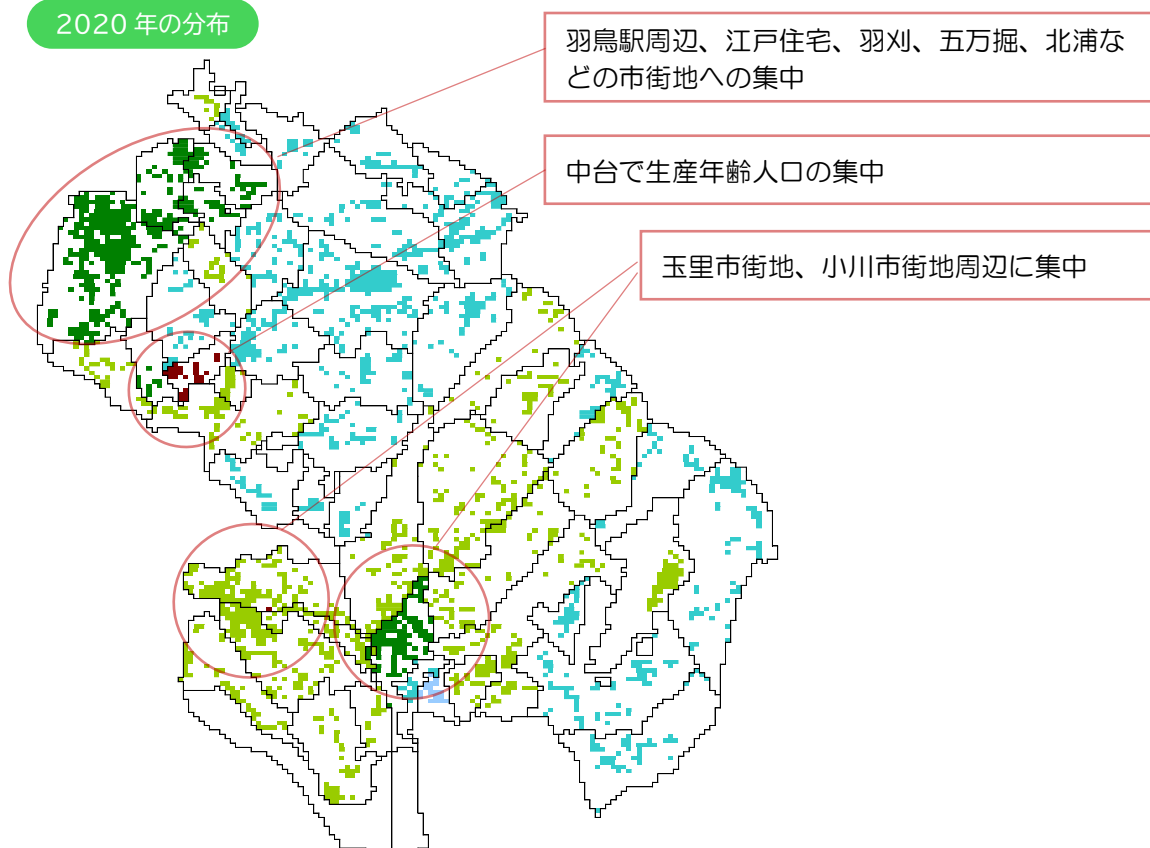 2020 年の分布
羽鳥駅周辺、江戸住宅、羽刈、五万掘、北浦な
どの市街地への集中
中台で生産年齢人口の集中
玉里市街地、小川市街地周辺に集中